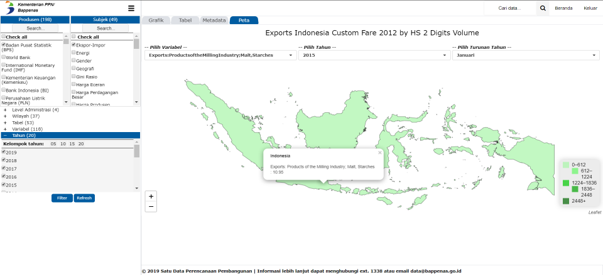 Kementerian PPN/
Bappenas
Cari data...
Beranda
Keluar
Produsen (198)
Subjek (49)
Search...
Search...
Check all
Check all
Badan Pusat Statistik
(BPS)
World Bank
International Monetary
Fund (IMF)
Kementerian Keuangan
(Kemenkeu)
Bank Indonesia (BI)
Perusahaan Listrik
Negara (PLN)
Ekspor-Impor
Energi
Gender
Geografi
Gini Rasio
Harga Eceran
Harga Perdagangan
Besar
Harga Produsen
+ Level Administrasi (4)
+ Wilayah (37)
+ Tabel (53)
+ Variabel (118)
− Tahun (20)
Kelompok tahun: 05 10 15 20
2019
2018
2017
2016
2015
Filter
Refresh
Grafik
Tabel
Metadata
Peta
Exports Indonesia Custom Fare 2012 by HS 2 Digits Volume
-- Pilih Variabel --
Exports:ProductsoftheMillingIndustry;Malt,Starches
-- Pilih Tahun --
2015
-- Pilih Turunan Tahun --
Januari
Indonesia
Exports: Products of the Milling Industry; Malt, Starches
+
−
0–612
612–
1224
1224–1836
1836–
2448
2448+
Leaflet
© 2019 Satu Data Perencanaan Pembangunan | Informasi lebih lanjut dapat menghubungi ext. 1338 atau email data@bappenas.go.id